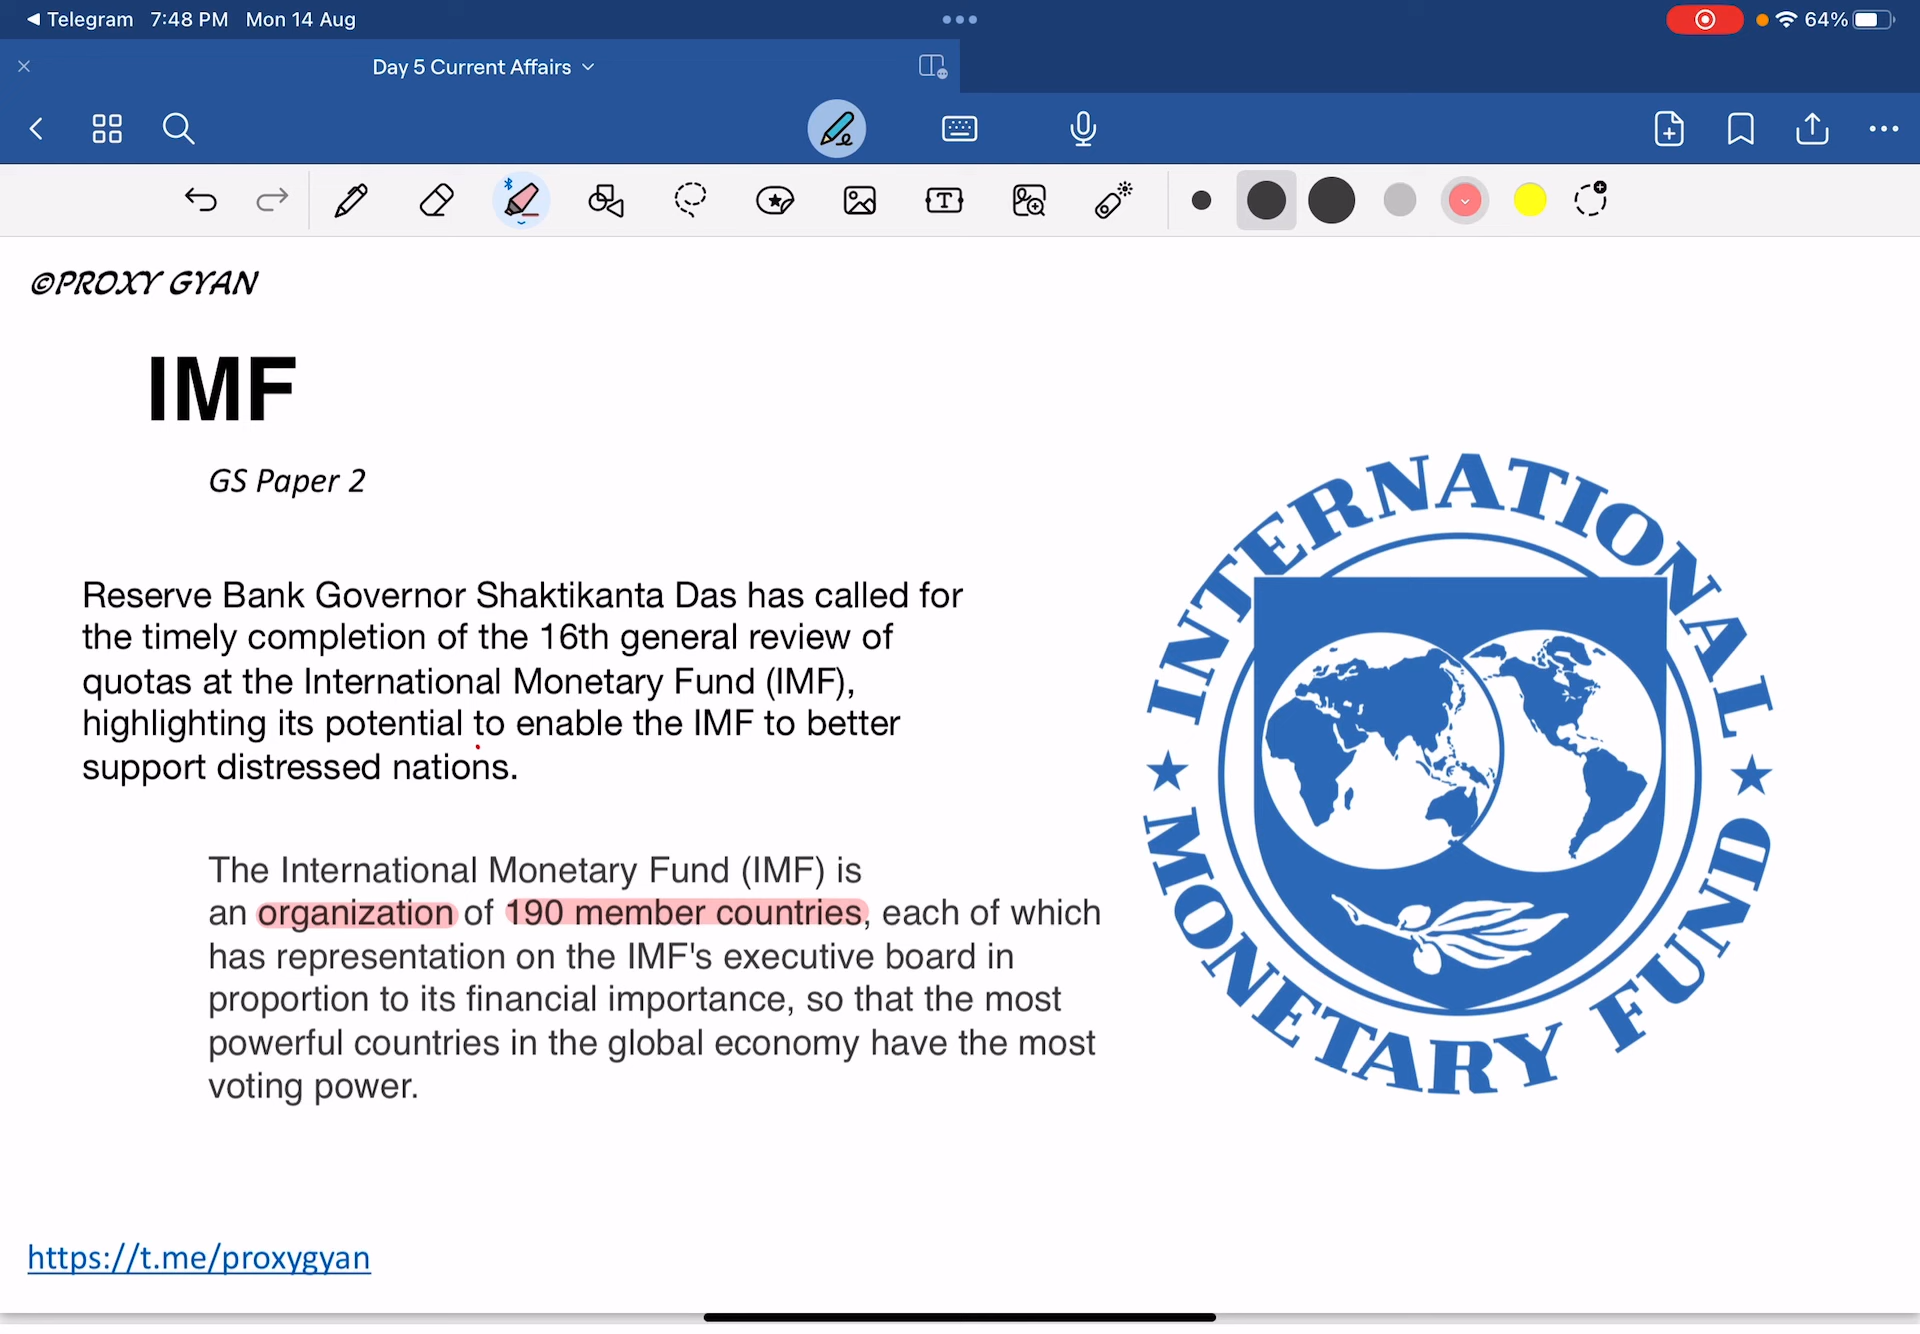 Telegram 7:48 PM Mon 14 Aug
64%
Day 5 Current Affairs
©PROXY GYAN
IMF
GS Paper 2
Reserve Bank Governor Shaktikanta Das has called for
the timely completion of the 16th general review of
quotas at the International Monetary Fund (IMF),
highlighting its potential to enable the IMF to better
support distressed nations.
The International Monetary Fund (IMF) is
an organization of 190 member countries, each of which
has representation on the IMF's executive board in
proportion to its financial importance, so that the most
powerful countries in the global economy have the most
voting power.
INTERNATIONAL
MONETARY FUND
https://t.me/proxygyan